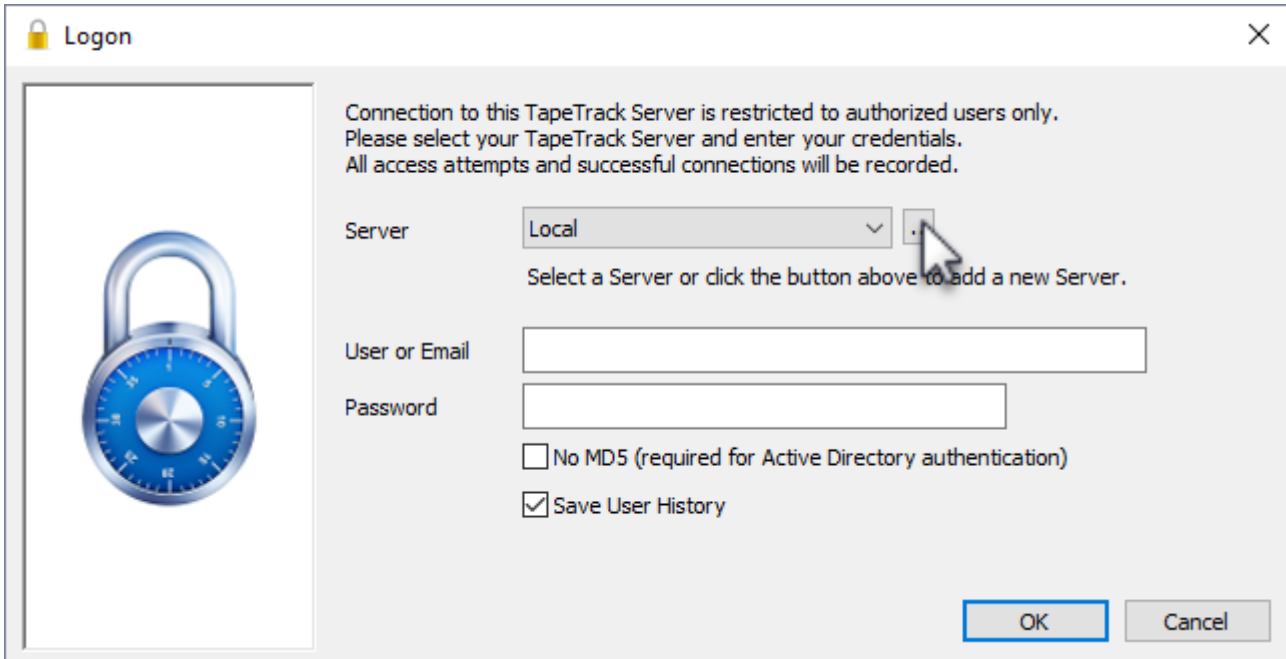 Logon
Connection to this TapeTrack Server is restricted to authorized users only.
Please select your TapeTrack Server and enter your credentials.
All access attempts and successful connections will be recorded.
Server
Local
Select a Server or click the button above to add a new Server.
User or Email
Password
No MD5 (required for Active Directory authentication)
Save User History
OK
Cancel